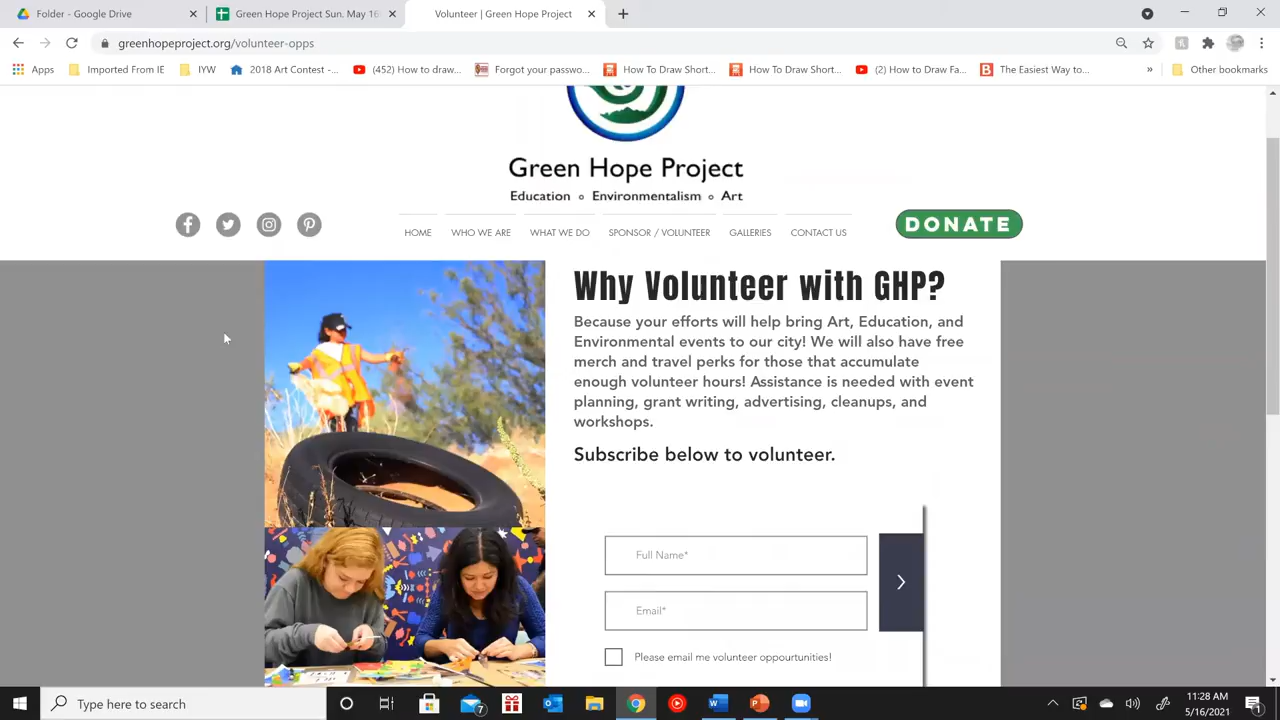 Folder - Google Drive
Green Hope Project Sun. May 16
Volunteer | Green Hope Project
greenhopeproject.org/volunteer-opps
Apps
Imported From IE
IYW
2018 Art Contest -...
(452) How to draw...
Forgot your passwo...
How To Draw Short...
How To Draw Short...
(2) How to Draw Fa...
The Easiest Way to...
»
Other bookmarks
Green Hope Project
Education o Environmentalism o Art
HOME
WHO WE ARE
WHAT WE DO
SPONSOR / VOLUNTEER
GALLERIES
CONTACT US
DONATE
Why Volunteer with GHP?
Because your efforts will help bring Art, Education, and
Environmental events to our city! We will also have free
merch and travel perks for those that accumulate
enough volunteer hours! Assistance is needed with event
planning, grant writing, advertising, cleanups, and
workshops.
Subscribe below to volunteer.
Full Name*
Email*
Please email me volunteer oppourtunities!
Type here to search
7
11:28 AM
5/16/2021
1